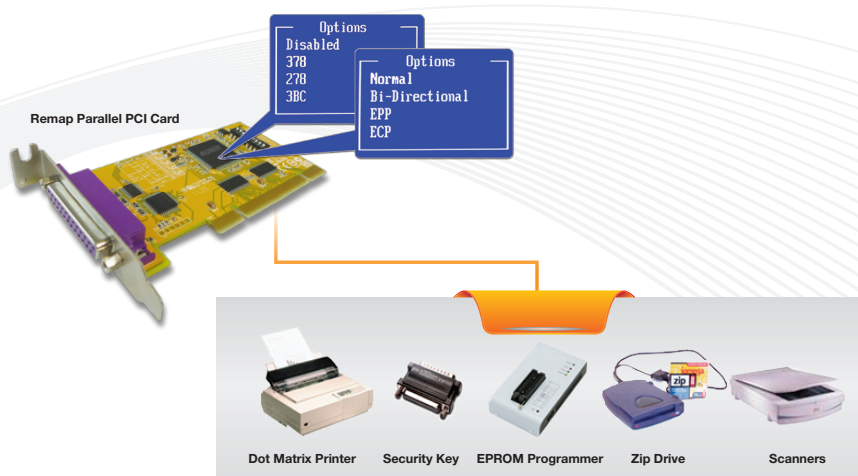 Options
Disabled
378
278
3BC
Options
Normal
Bi-Directional
EPP
ECP
Remap Parallel PCI Card
zip
Dot Matrix Printer
Security Key
EPROM Programmer
Zip Drive
Scanners